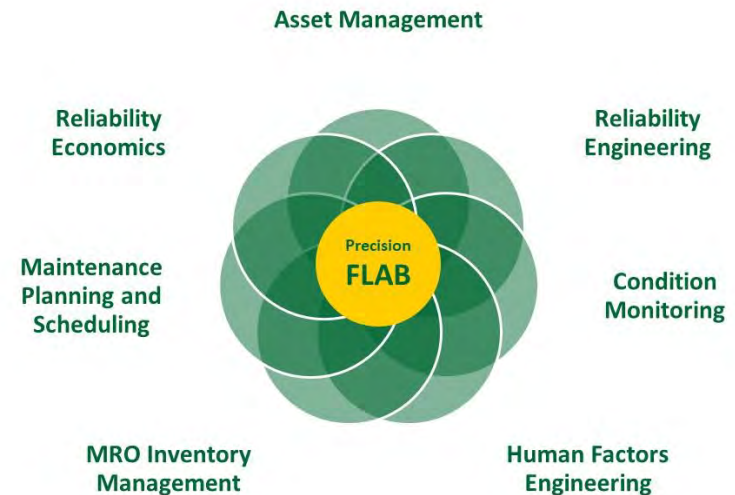 Asset Management
Reliability
Economics
Reliability
Engineering
Precision
FLAB
Maintenance
Planning and
Scheduling
Condition
Monitoring
MRO Inventory
Management
Human Factors
Engineering